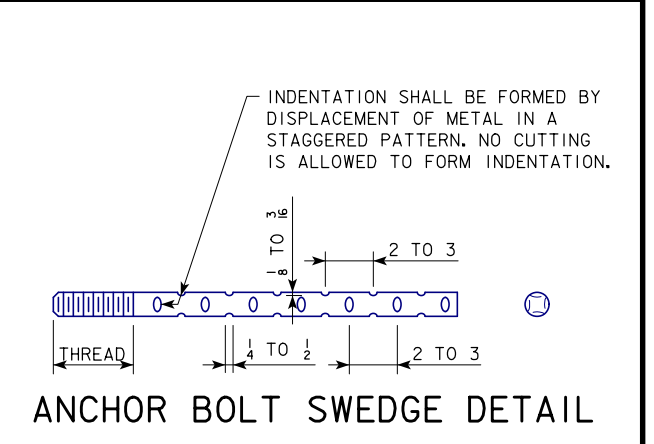 INDENTATION SHALL BE FORMED BY
DISPLACEMENT OF METAL IN A
STAGGERED PATTERN. NO CUTTING
IS ALLOWED TO FORM INDENTATION.
1/8 TO 3/16
2 TO 3
THREAD
1/4 TO 1/2
2 TO 3
ANCHOR BOLT SWEDGE DETAIL